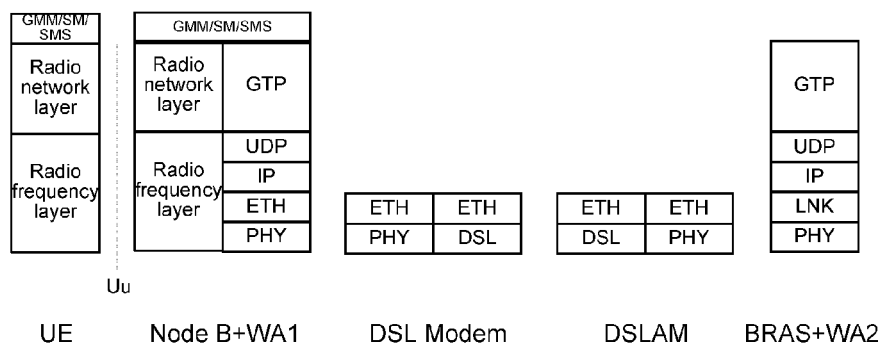 GMM/SM/
SMS
Radio
network
layer
Radio
frequency
layer
Uu
GMM/SM/SMS
Radio
network
layer
GTP
Radio
frequency
layer
UDP
IP
ETH
PHY
ETH ETH
PHY DSL
ETH ETH
DSL PHY
GTP
UDP
IP
LNK
PHY
UE Node B+WA1 DSL Modem DSLAM BRAS+WA2